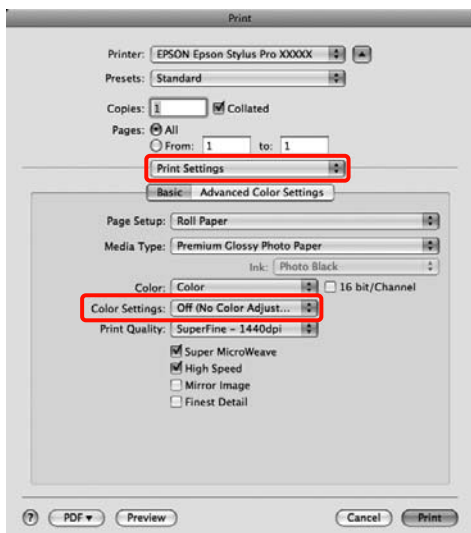 Print
Printer: EPSON Epson Stylus Pro XXXXX
Presets: Standard
Copies: 1 Collated
Pages: All
From: 1 to: 1
Print Settings
Basic Advanced Color Settings
Page Setup: Roll Paper
Media Type: Premium Glossy Photo Paper
Ink: Photo Black
Color: Color 16 bit/Channel
Color Settings: Off (No Color Adjust...
Print Quality: SuperFine - 1440dpi
Super MicroWeave
High Speed
Mirror Image
Finest Detail
? PDF Preview Cancel Print